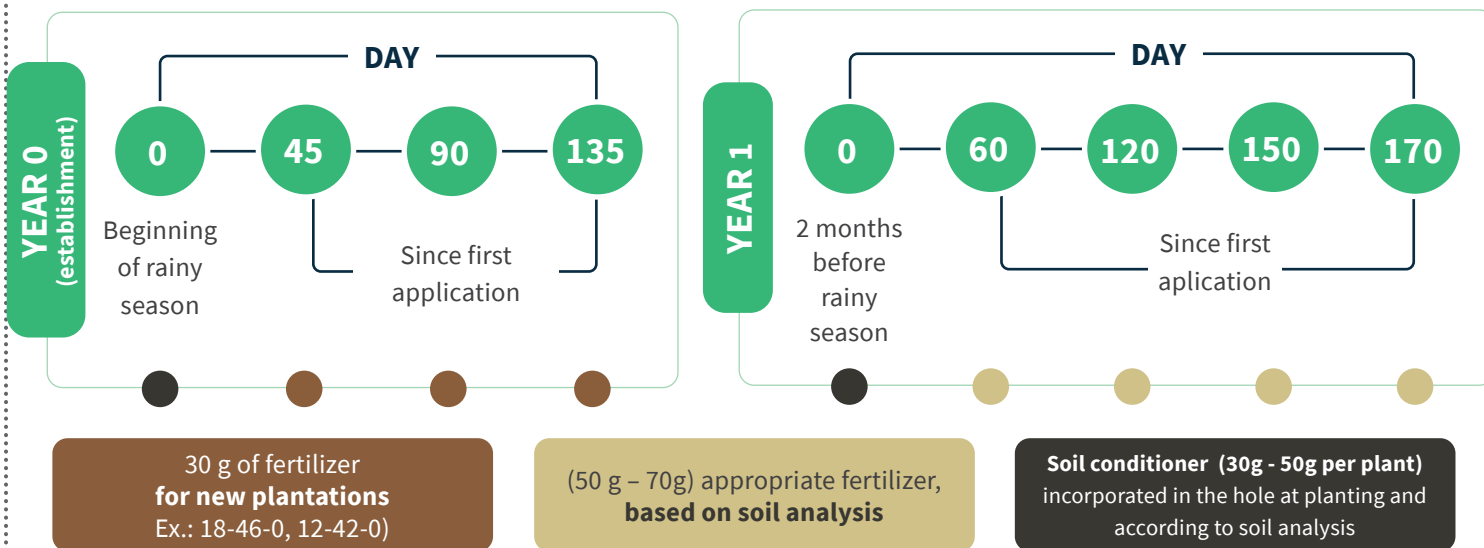 YEAR 0
(establishment)
DAY
0
45
90
135
Beginning
of rainy
season
Since first
application
YEAR 1
DAY
0
60
120
150
170
2 months
before
rainy
season
Since first
aplication
30 g of fertilizer
for new plantations
Ex.: 18-46-0, 12-42-0)
(50 g – 70g) appropriate fertilizer,
based on soil analysis
Soil conditioner (30g - 50g per plant)
incorporated in the hole at planting and
according to soil analysis